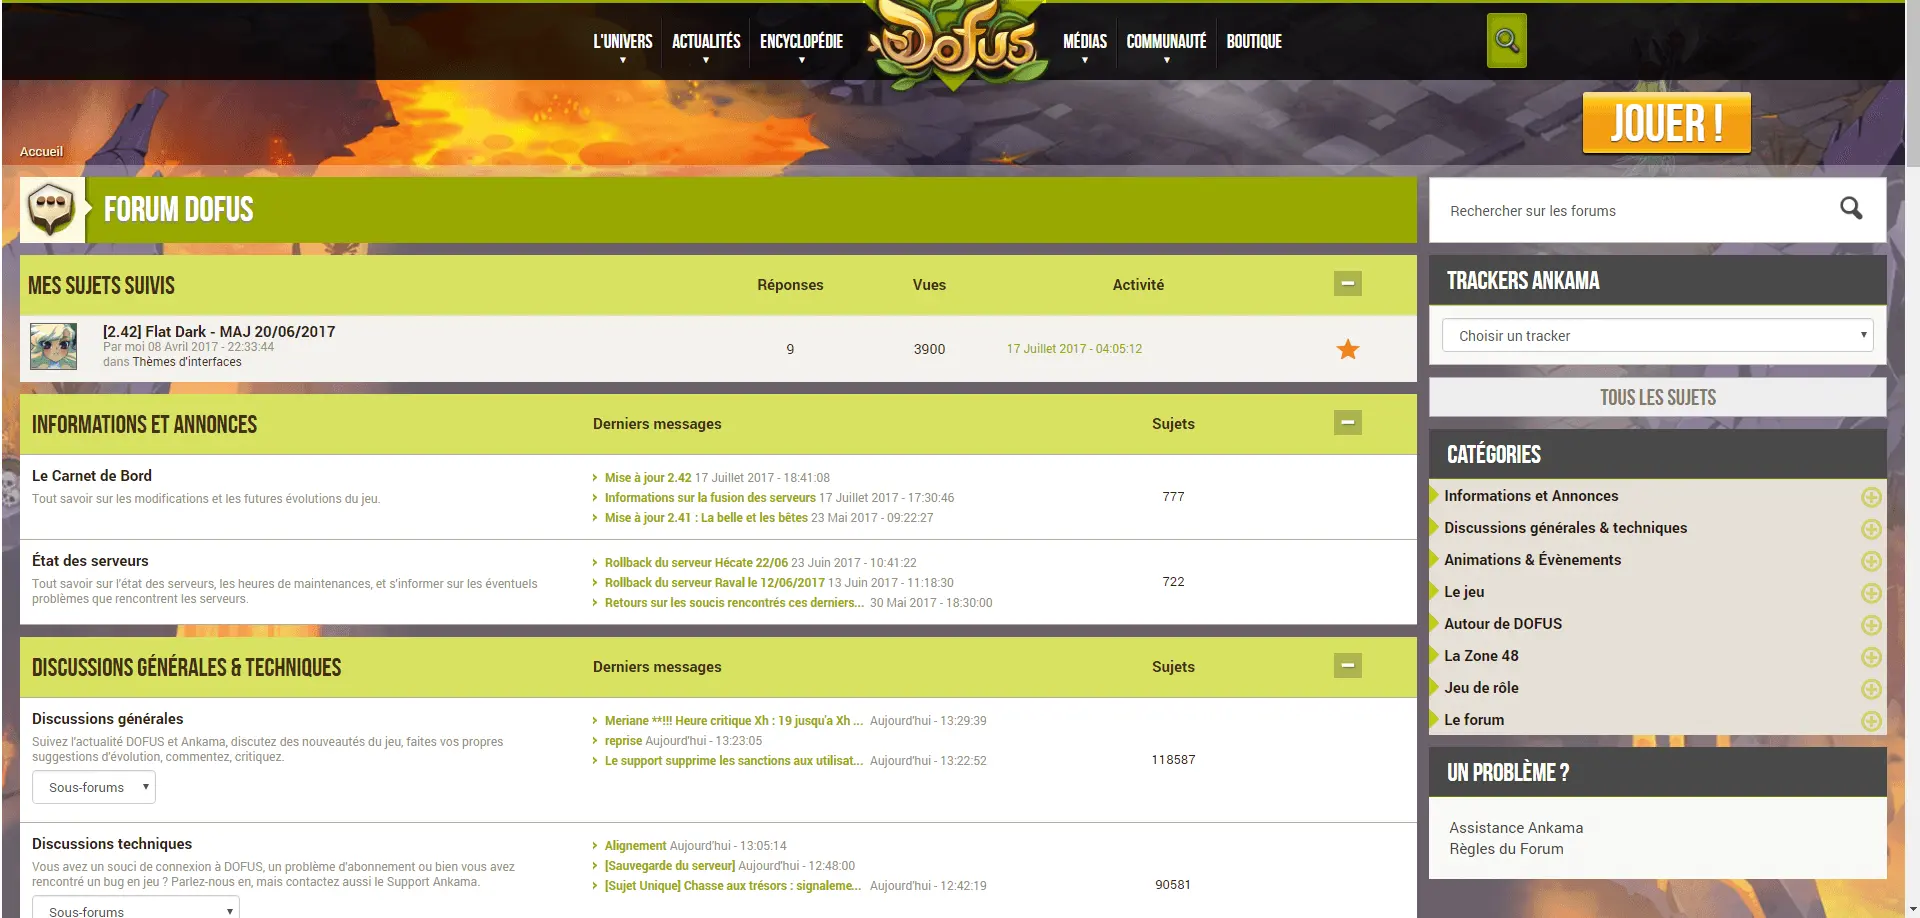 L'UNIVERS
ACTUALITÉS
ENCYCLOPÉDIE
DOFUS
MÉDIAS
COMMUNAUTÉ
BOUTIQUE
JOUER !
Accueil
FORUM DOFUS
MES SUJETS SUIVIS Réponses Vues Activité
[2.42] Flat Dark - MAJ 20/06/2017
Par moi 08 Avril 2017 - 22:33:44
dans Thèmes d'interfaces
9 3900 17 Juillet 2017 - 04:05:12
INFORMATIONS ET ANNONCES Derniers messages Sujets
Le Carnet de Bord
Tout savoir sur les modifications et les futures évolutions du jeu.
Mise à jour 2.42 17 Juillet 2017 - 18:41:08
Informations sur la fusion des serveurs 17 Juillet 2017 - 17:30:46
Mise à jour 2.41 : La belle et les bêtes 23 Mai 2017 - 09:22:27
777
État des serveurs
Tout savoir sur l'état des serveurs, les heures de maintenances, et s'informer sur les éventuels
problèmes que rencontrent les serveurs.
Rollback du serveur Hécate 22/06 23 Juin 2017 - 10:41:22
Rollback du serveur Raval le 12/06/2017 13 Juin 2017 - 11:18:30
Retours sur les soucis rencontrés ces derniers... 30 Mai 2017 - 18:30:00
722
DISCUSSIONS GÉNÉRALES & TECHNIQUES Derniers messages Sujets
Discussions générales
Suivez l'actualité DOFUS et Ankama, discutez des nouveautés du jeu, faites vos propres
suggestions d'évolution, commentez, critiquez.
Sous-forums
Meriane **!!! Heure critique Xh : 19 jusqu'a Xh ... Aujourd'hui - 13:29:39
reprise Aujourd'hui - 13:23:05
Le support supprime les sanctions aux utilisat... Aujourd'hui - 13:22:52
118587
Discussions techniques
Vous avez un souci de connexion à DOFUS, un problème d'abonnement ou bien vous avez
rencontré un bug en jeu ? Parlez-nous en, mais contactez aussi le Support Ankama.
Sous-forums
Alignement Aujourd'hui - 13:05:14
[Sauvegarde du serveur] Aujourd'hui - 12:48:00
[Sujet Unique] Chasse aux trésors : signaleme... Aujourd'hui - 12:42:19
90581
Rechercher sur les forums
TRACKERS ANKAMA
Choisir un tracker
TOUS LES SUJETS
CATÉGORIES
Informations et Annonces
Discussions générales & techniques
Animations & Évènements
Le jeu
Autour de DOFUS
La Zone 48
Jeu de rôle
Le forum
UN PROBLÈME ?
Assistance Ankama
Règles du Forum